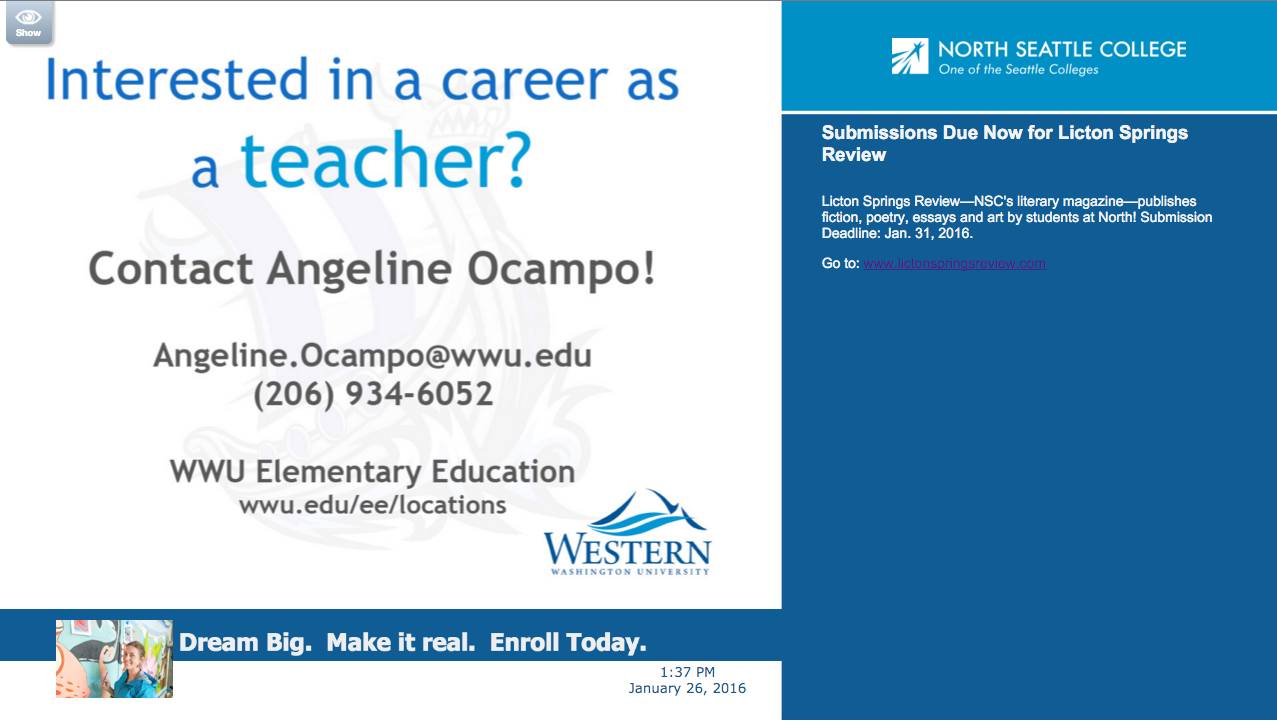 Show
Interested in a career as
a teacher?
Contact Angeline Ocampo!
Angeline.Ocampo@wwu.edu
(206) 934-6052
WWU Elementary Education
wwu.edu/ee/locations
WESTERN
WASHINGTON UNIVERSITY
NORTH SEATTLE COLLEGE
One of the Seattle Colleges
Submissions Due Now for Licton Springs
Review
Licton Springs Review—NSC's literary magazine—publishes
fiction, poetry, essays and art by students at North! Submission
Deadline: Jan. 31, 2016.
Go to: www.lictonspringsreview.com
Dream Big. Make it real. Enroll Today.
1:37 PM
January 26, 2016